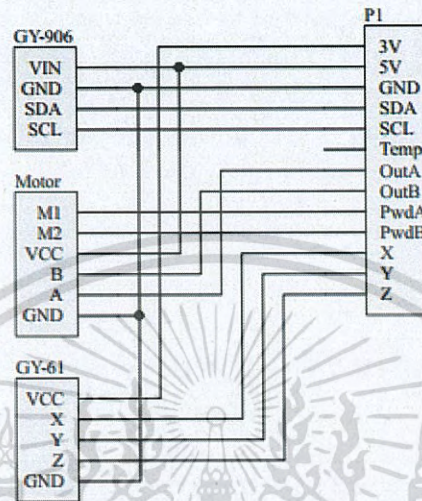 GY-906
VIN
GND
SDA
SCL
Motor
M1
M2
VCC
B
A
GND
GY-61
VCC
X
Y
Z
GND
P1
3V
5V
GND
SDA
SCL
Temp
OutA
OutB
PwdA
PwdB
X
Y
Z